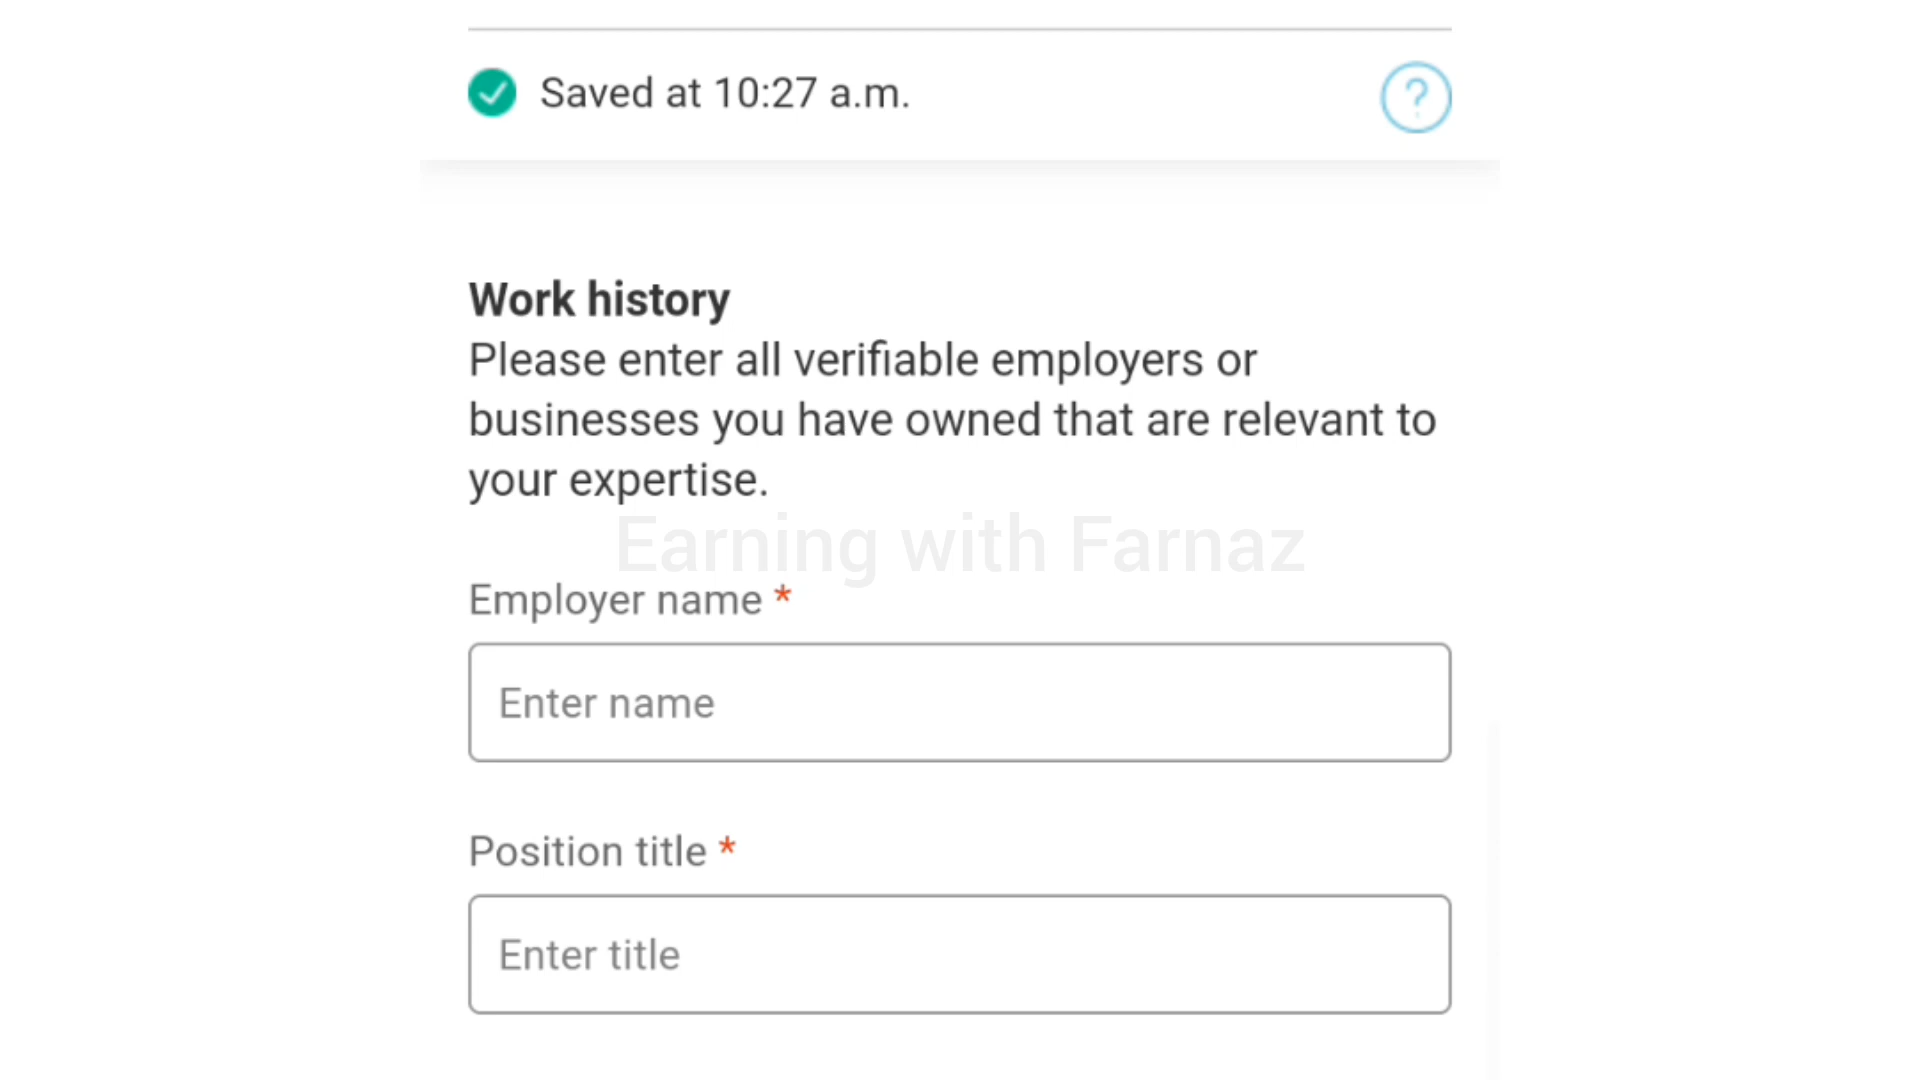 Saved at 10:27 a.m.
?
Work history
Please enter all verifiable employers or
businesses you have owned that are relevant to
your expertise.
Earning with Farnaz
Employer name *
Enter name
Position title *
Enter title